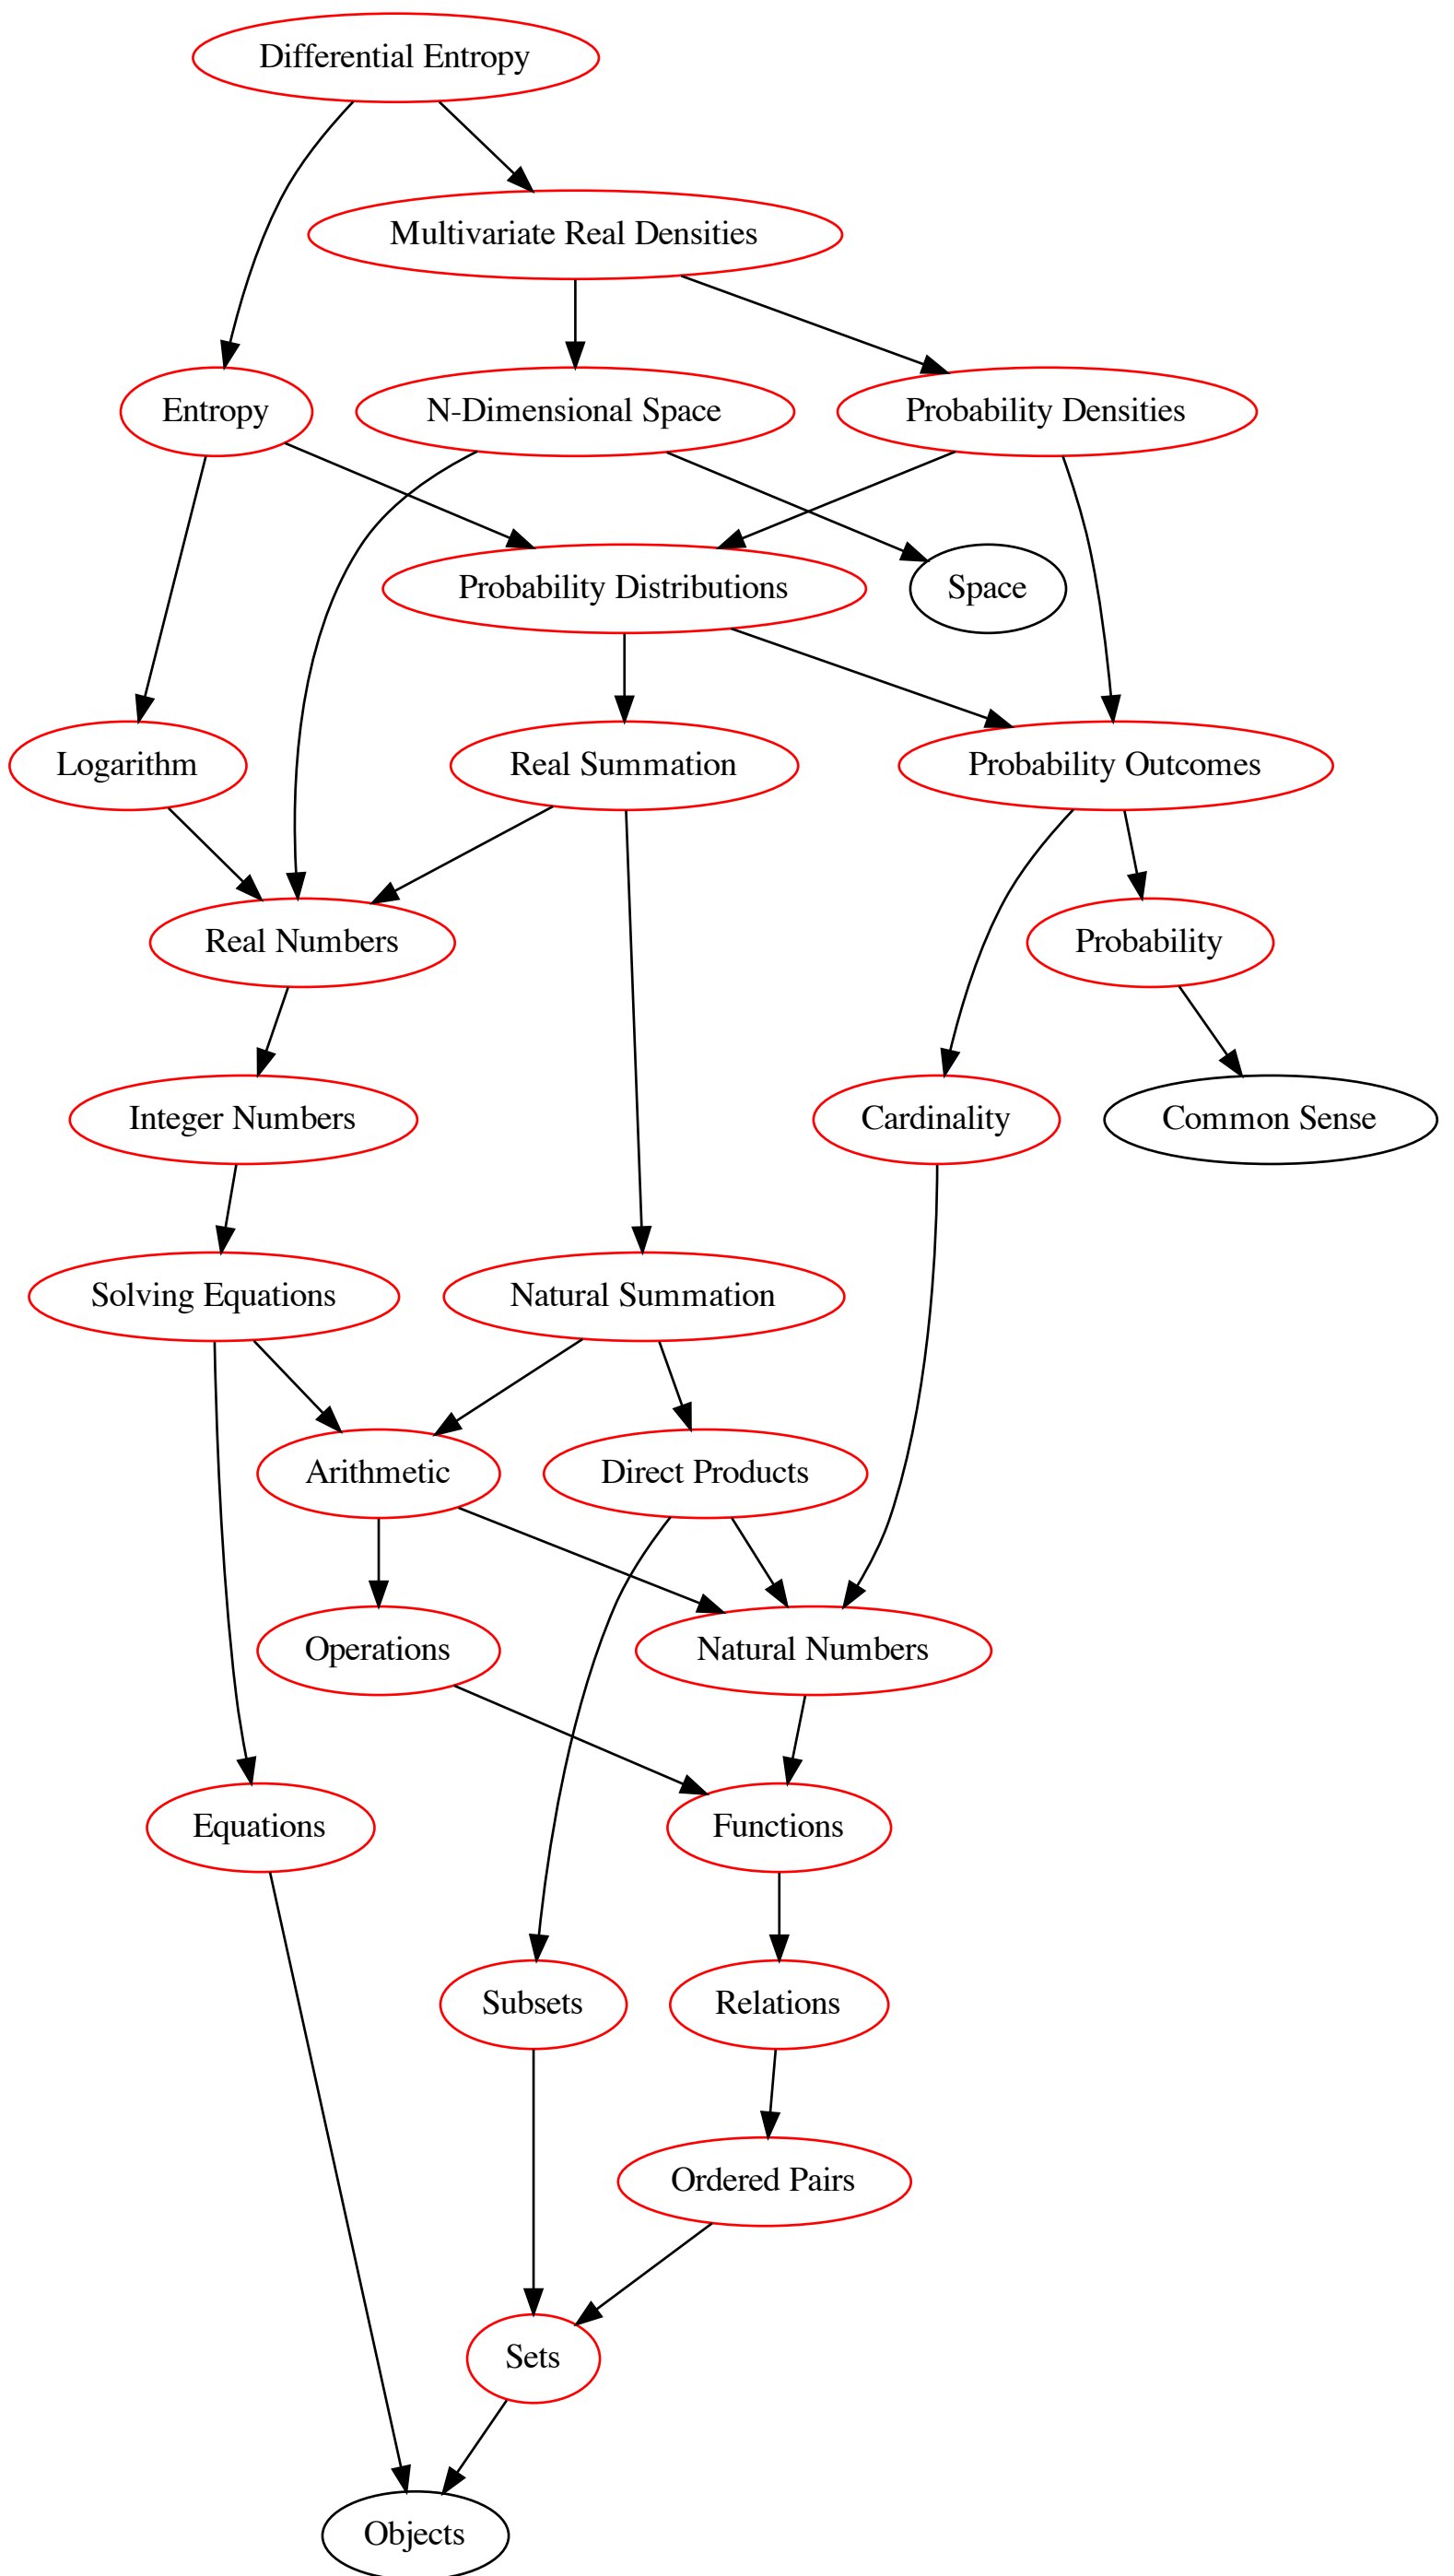 Differential Entropy
Multivariate Real Densities
Entropy
N-Dimensional Space
Probability Densities
Probability Distributions
Space
Logarithm
Real Summation
Probability Outcomes
Real Numbers
Probability
Integer Numbers
Cardinality
Common Sense
Solving Equations
Natural Summation
Arithmetic
Direct Products
Operations
Natural Numbers
Equations
Functions
Subsets
Relations
Ordered Pairs
Sets
Objects